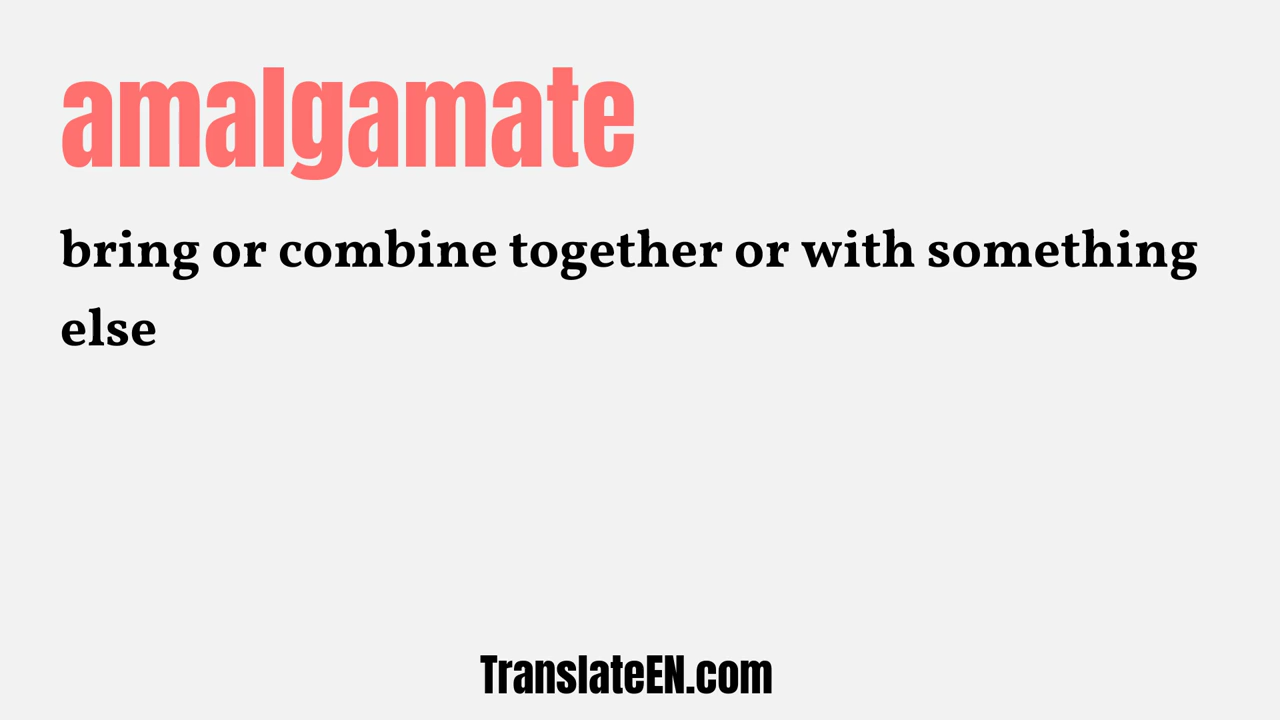 amalgamate
bring or combine together or with something
else
TranslateEN.com